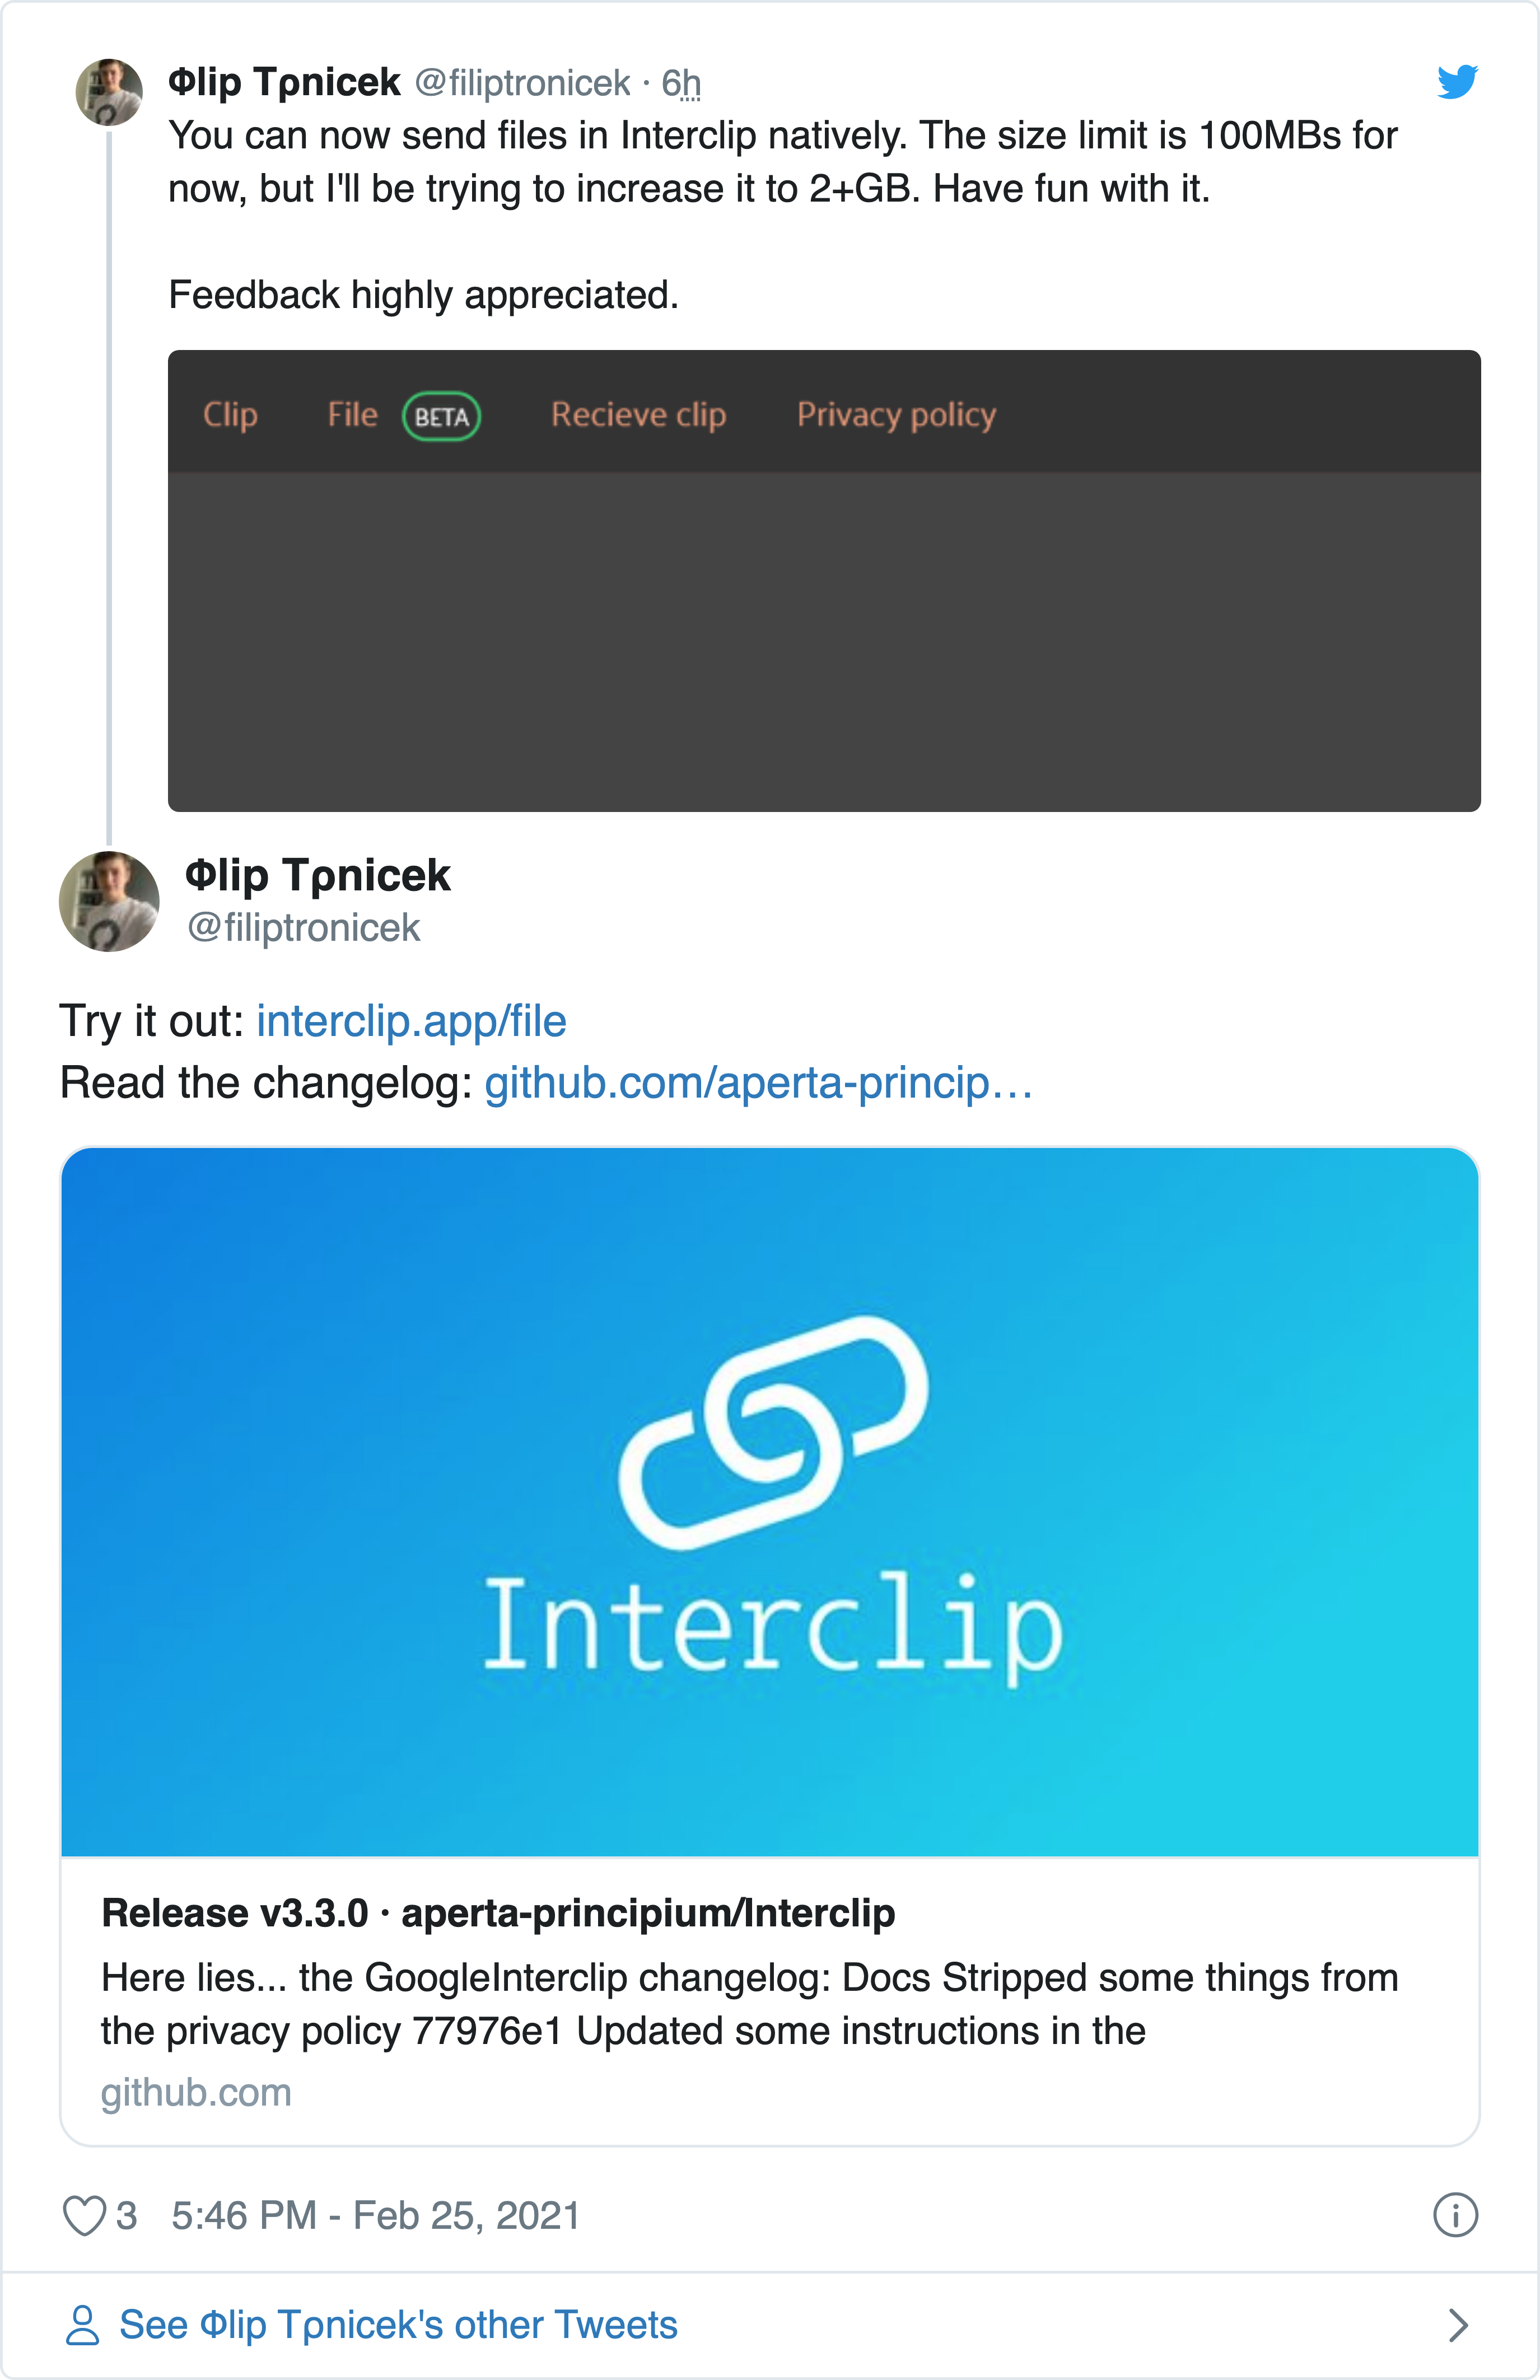 Φlip Tρnicek @filiptronicek · 6h
You can now send files in Interclip natively. The size limit is 100MBs for
now, but I'll be trying to increase it to 2+GB. Have fun with it.
Feedback highly appreciated.
Clip File BETA Recieve clip Privacy policy
Φlip Tρnicek
@filiptronicek
Try it out: interclip.app/file
Read the changelog: github.com/aperta-princip…
Interclip
Release v3.3.0 · aperta-principium/Interclip
Here lies... the GoogleInterclip changelog: Docs Stripped some things from
the privacy policy 77976e1 Updated some instructions in the
github.com
3 5:46 PM - Feb 25, 2021
See Φlip Tρnicek's other Tweets